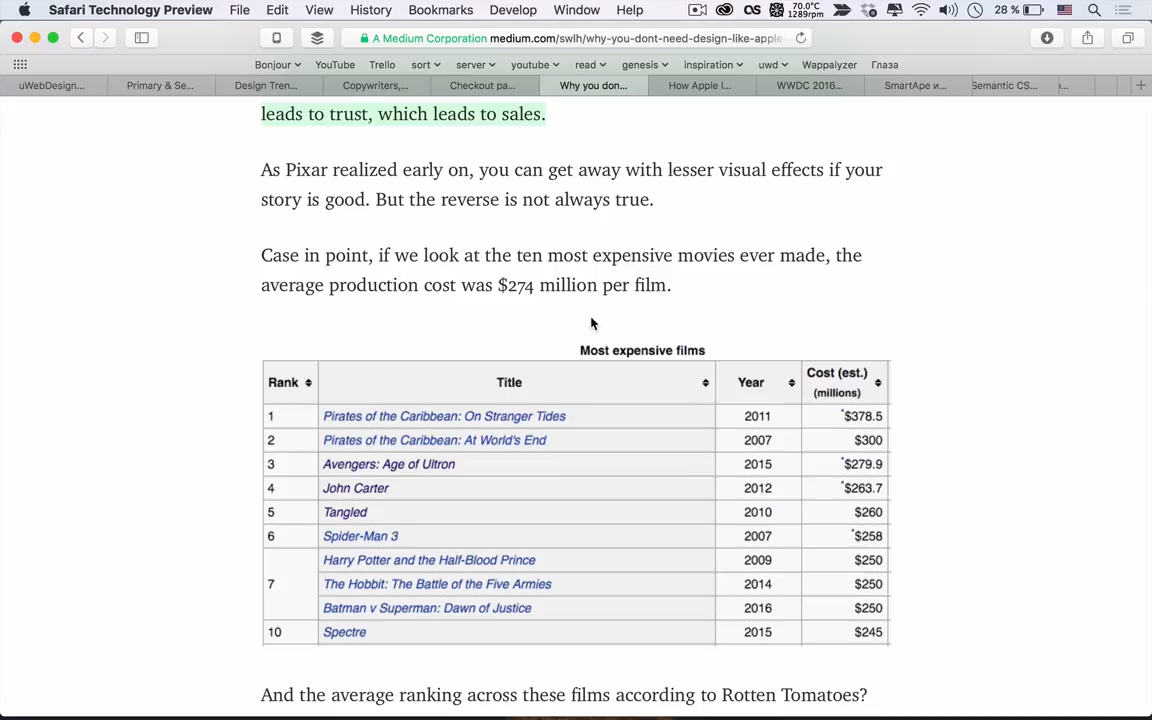 Safari Technology Preview File Edit View History Bookmarks Develop Window Help 70.0°C 1289rpm 28 %
A Medium Corporation medium.com/swlh/why-you-dont-need-design-like-apple-
Bonjour YouTube Trello sort server youtube read genesis inspiration uwd Wappalyzer Глаза
uWebDesign... Primary & Se... Design Tren... Copywriters,... Checkout pa... Why you don... How Apple I... WWDC 2016... SmartApe и... Semantic CS...
leads to trust, which leads to sales.
As Pixar realized early on, you can get away with lesser visual effects if your
story is good. But the reverse is not always true.
Case in point, if we look at the ten most expensive movies ever made, the
average production cost was $274 million per film.
Most expensive films
Rank Title Year Cost (est.) (millions)
1 Pirates of the Caribbean: On Stranger Tides 2011 *$378.5
2 Pirates of the Caribbean: At World's End 2007 $300
3 Avengers: Age of Ultron 2015 *$279.9
4 John Carter 2012 *$263.7
5 Tangled 2010 $260
6 Spider-Man 3 2007 *$258
Harry Potter and the Half-Blood Prince 2009 $250
7 The Hobbit: The Battle of the Five Armies 2014 $250
Batman v Superman: Dawn of Justice 2016 $250
10 Spectre 2015 $245
And the average ranking across these films according to Rotten Tomatoes?